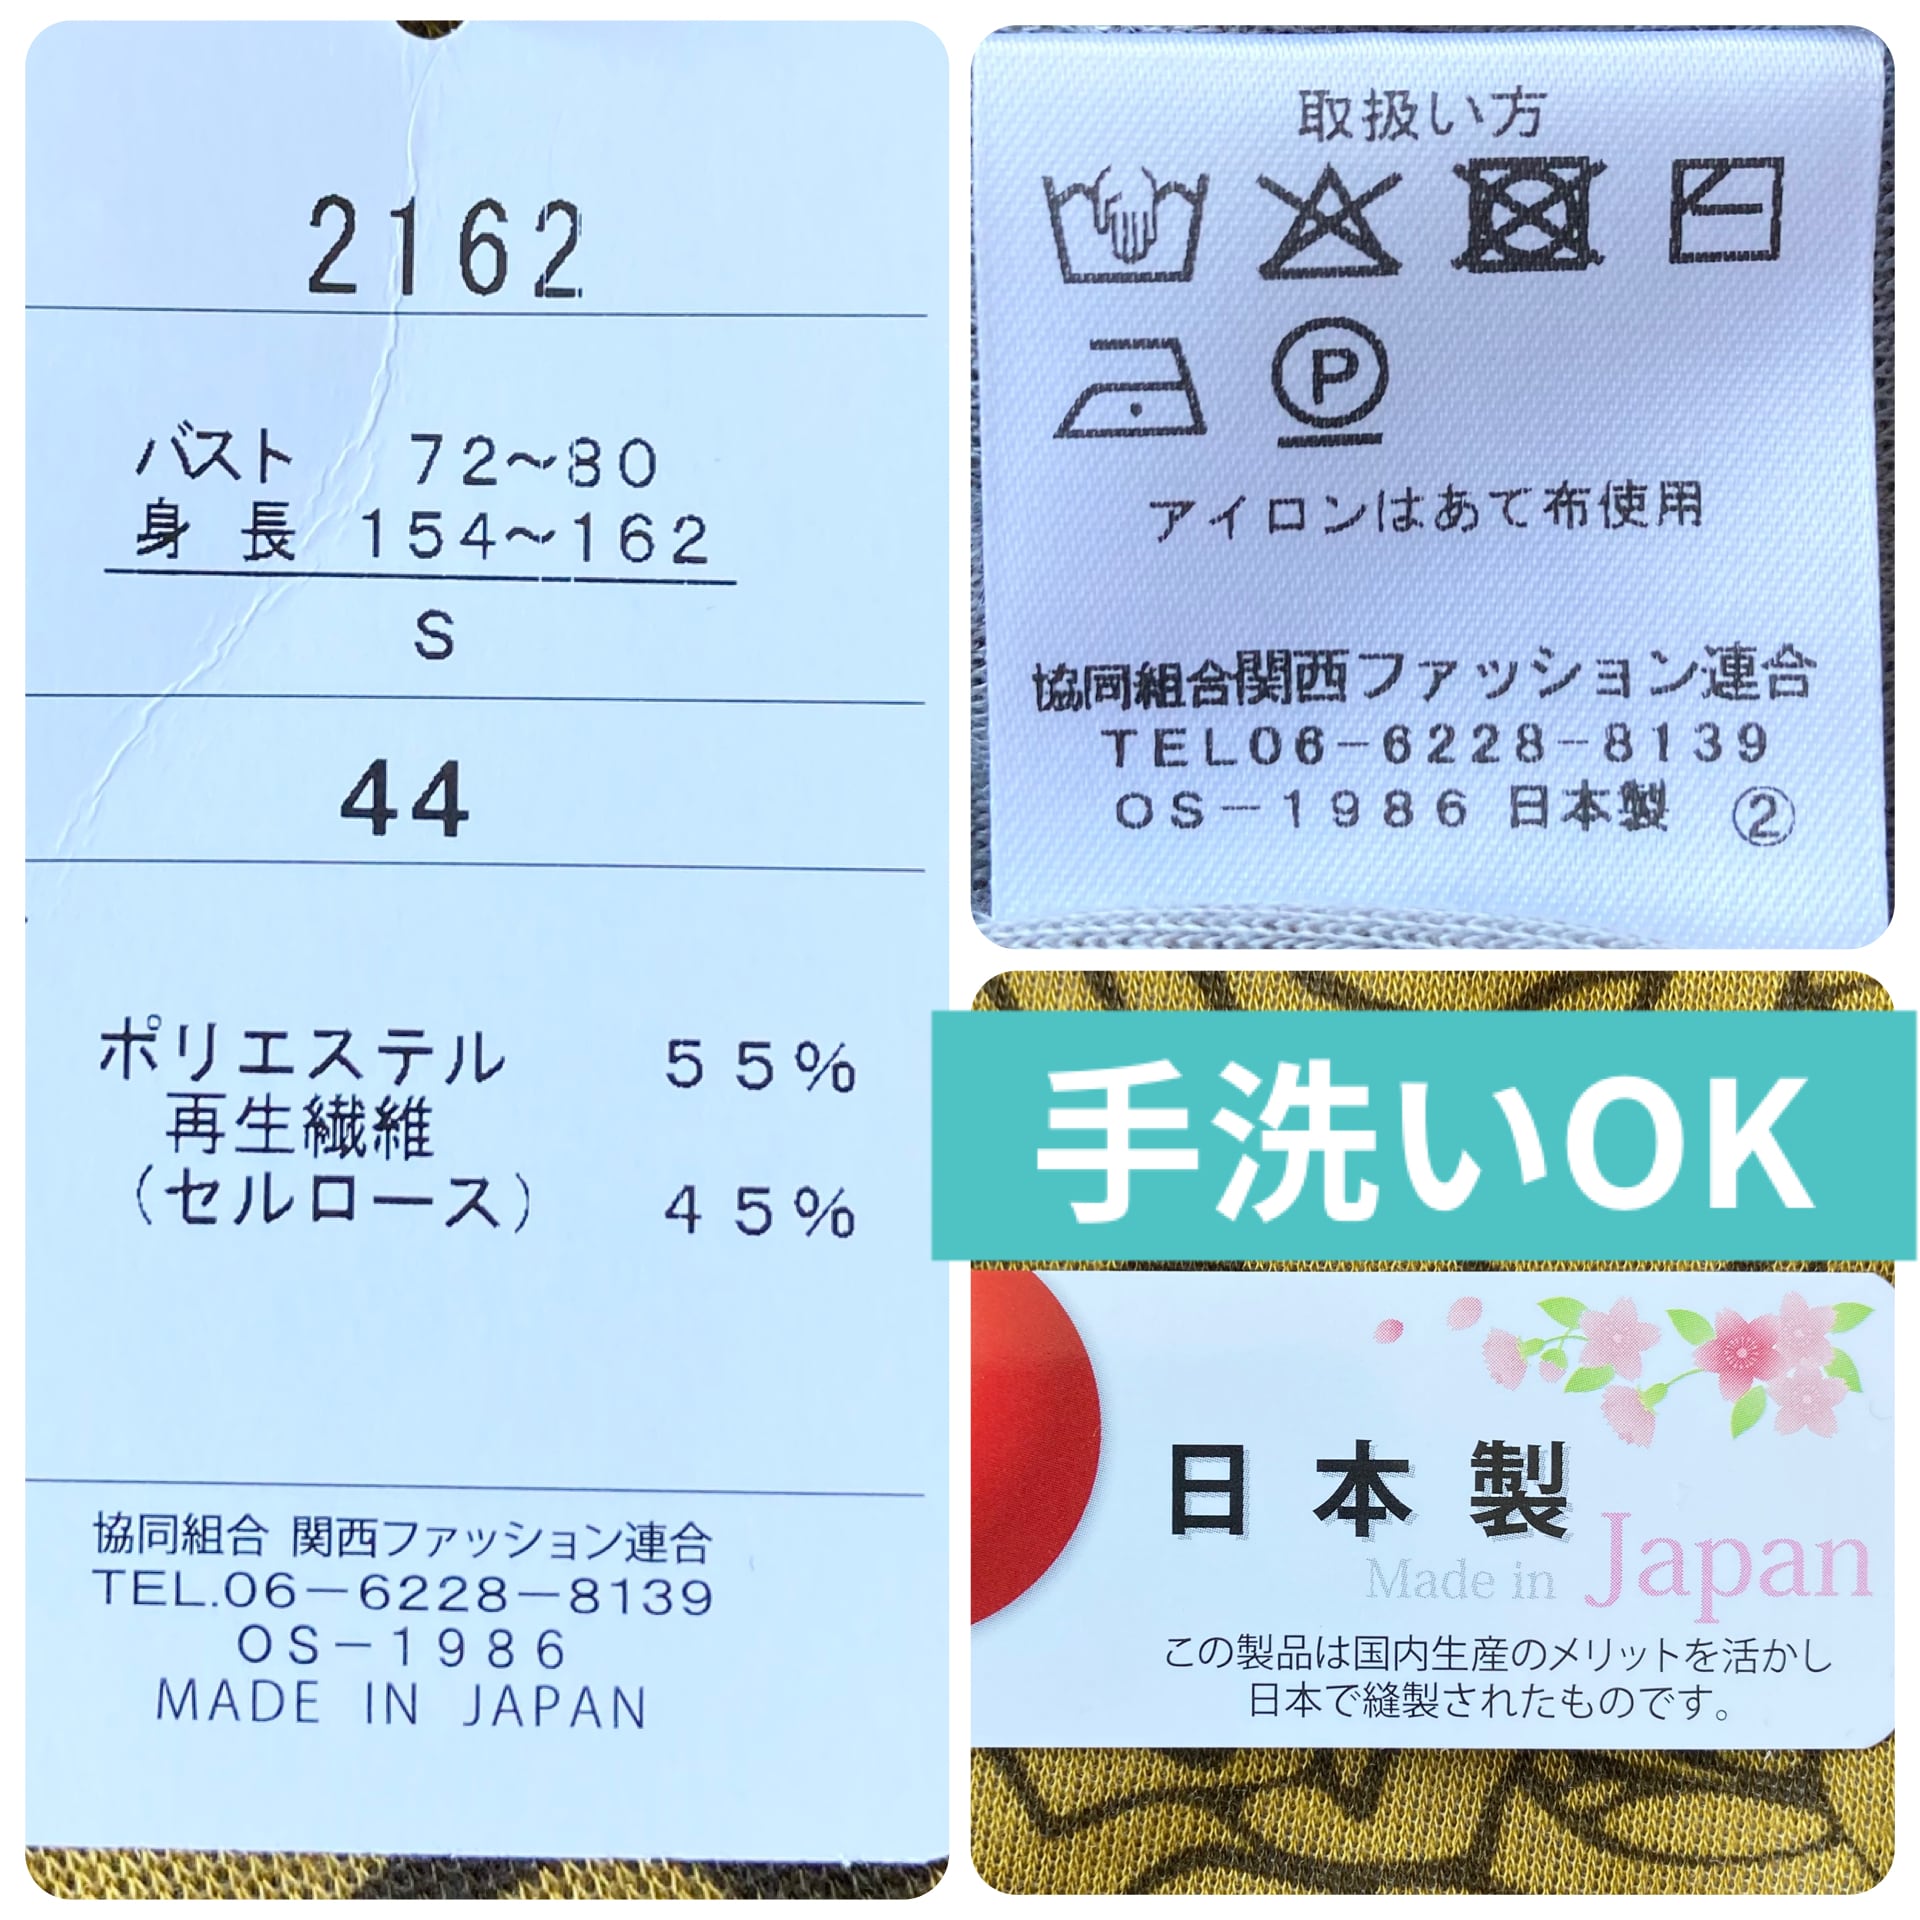 2162
バスト 72~80
身長 154~162
S
44
ポリエステル 55%
再生繊維
(セルロース) 45%
協同組合 関西ファッション連合
TEL.06-6228-8139
OS-1986
MADE IN JAPAN
取扱い方
P
アイロンはあて布使用
協同組合関西ファッション連合
TEL06-6228-8139
OS-1986 日本製 ②
手洗いOK
日本製
Made in Japan
この製品は国内生産のメリットを活かし
日本で縫製されたものです。